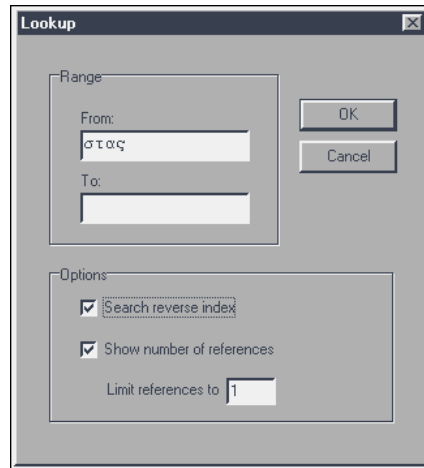 Lookup
Range
From:
στας
To:
OK
Cancel
Options
Search reverse index
Show number of references
Limit references to 1